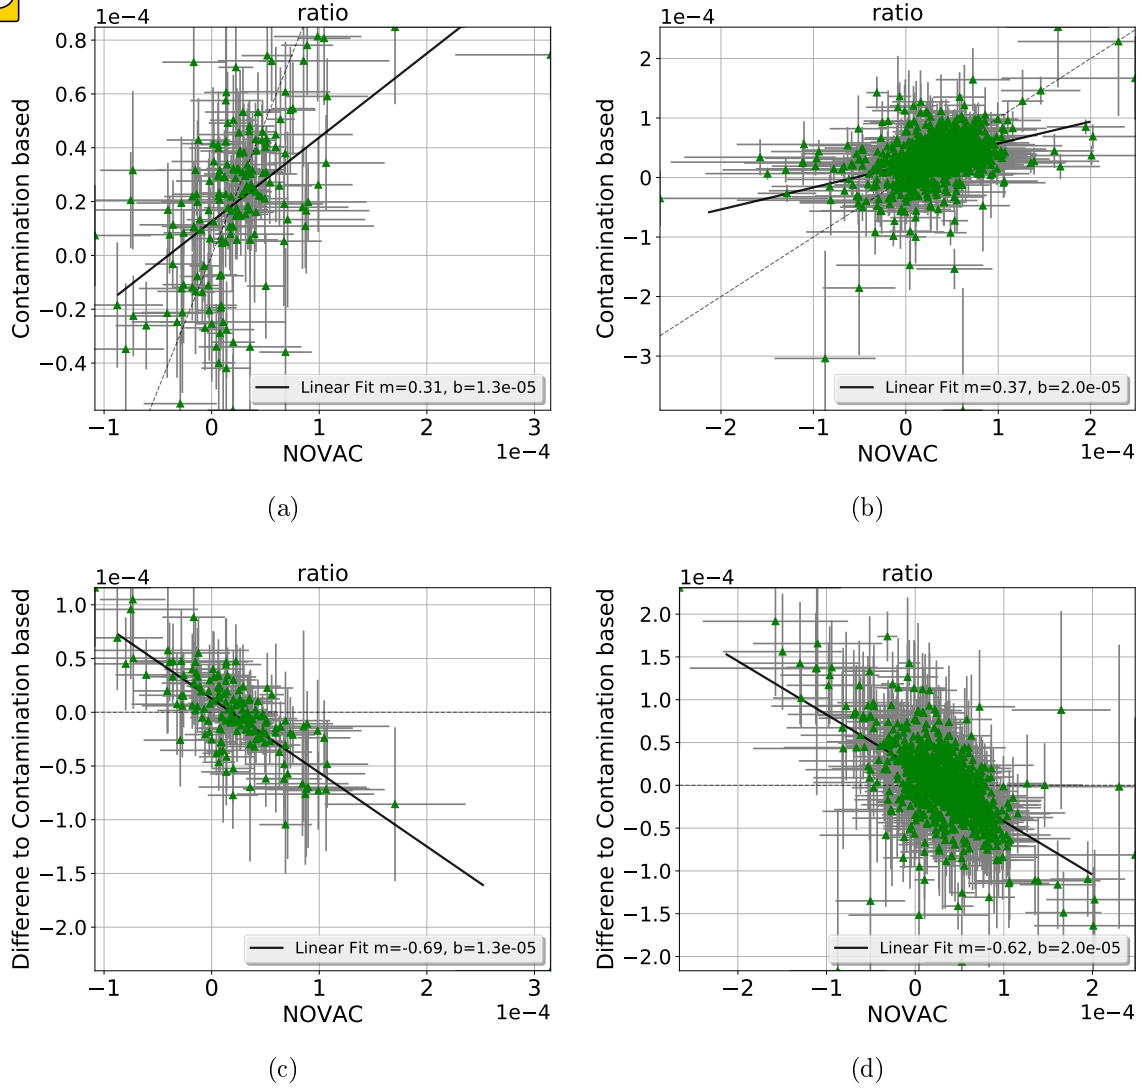 ratio
1e−4
0.8
0.6
0.4
0.2
0.0
−0.2
−0.4
Contamination based
Linear Fit m=0.31, b=1.3e-05
−1 0 1 2 3
NOVAC
1e−4
(a)
ratio
1e−4
2
1
0
−1
−2
−3
Contamination based
Linear Fit m=0.37, b=2.0e-05
−2 −1 0 1 2
NOVAC
1e−4
(b)
ratio
1e−4
1.0
0.5
0.0
−0.5
−1.0
−1.5
−2.0
Differene to Contamination based
Linear Fit m=-0.69, b=1.3e-05
−1 0 1 2 3
NOVAC
1e−4
(c)
ratio
1e−4
2.0
1.5
1.0
0.5
0.0
−0.5
−1.0
−1.5
−2.0
Differene to Contamination based
Linear Fit m=-0.62, b=2.0e-05
−2 −1 0 1 2
NOVAC
1e−4
(d)